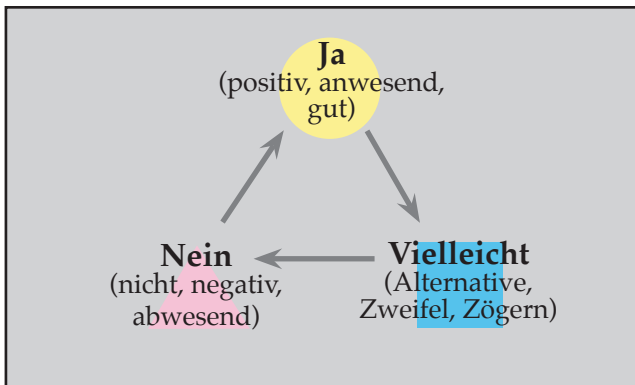 Ja
(positiv, anwesend,
gut)
Nein
(nicht, negativ,
abwesend)
Vielleicht
(Alternative,
Zweifel, Zögern)